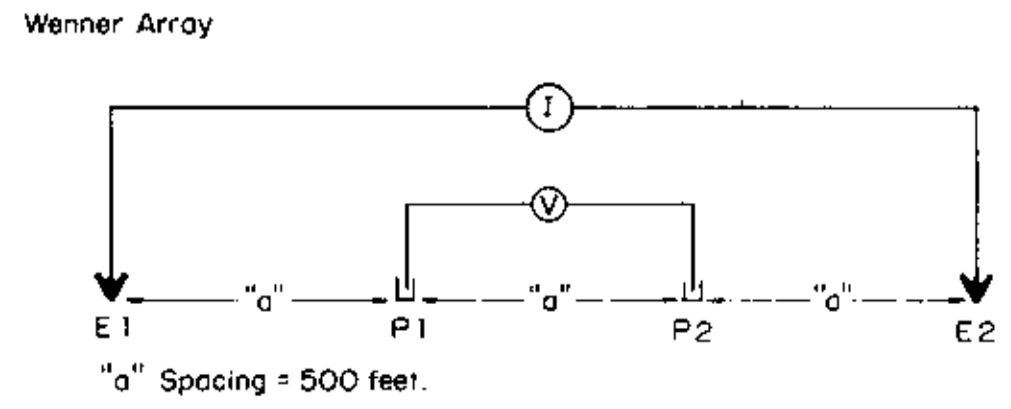 Wenner Array
I
V
"a" "a" "a"
E1 P1 P2 E2
"a" Spacing = 500 feet.